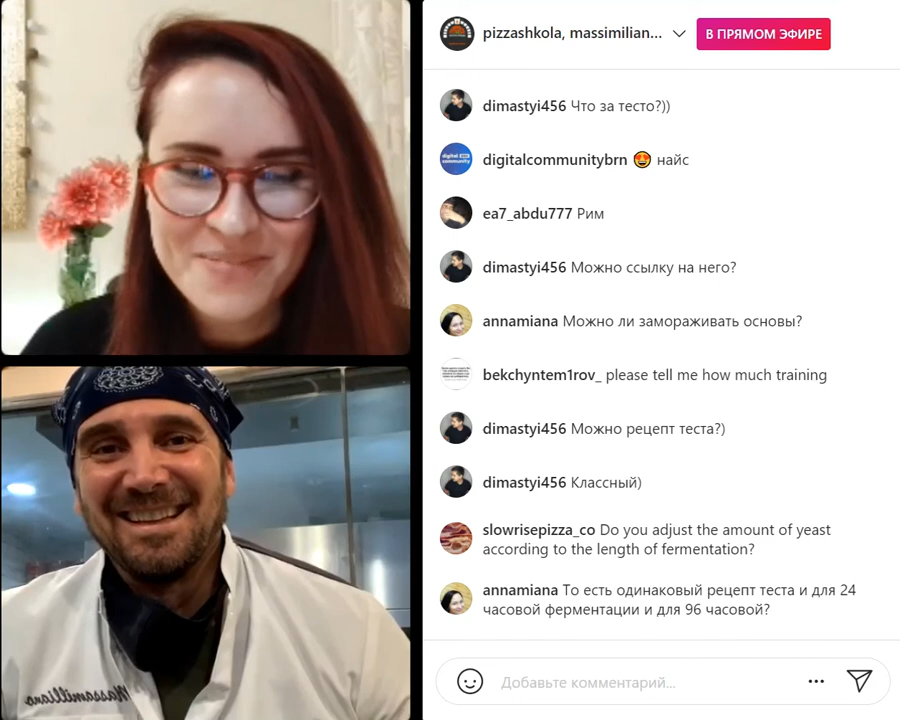 pizzashkola, massimilian...
В ПРЯМОМ ЭФИРЕ
dimastyi456 Что за тесто?))
digitalcommunitybrn 😍 найс
ea7_abdu777 Рим
dimastyi456 Можно ссылку на него?
annamiana Можно ли замораживать основы?
bekchyntem1rov_ please tell me how much training
dimastyi456 Можно рецепт теста?)
dimastyi456 Классный)
slowrisepizza_co Do you adjust the amount of yeast
according to the length of fermentation?
annamiana То есть одинаковый рецепт теста и для 24
часовой ферментации и для 96 часовой?
Добавьте комментарий...
Massamilliano